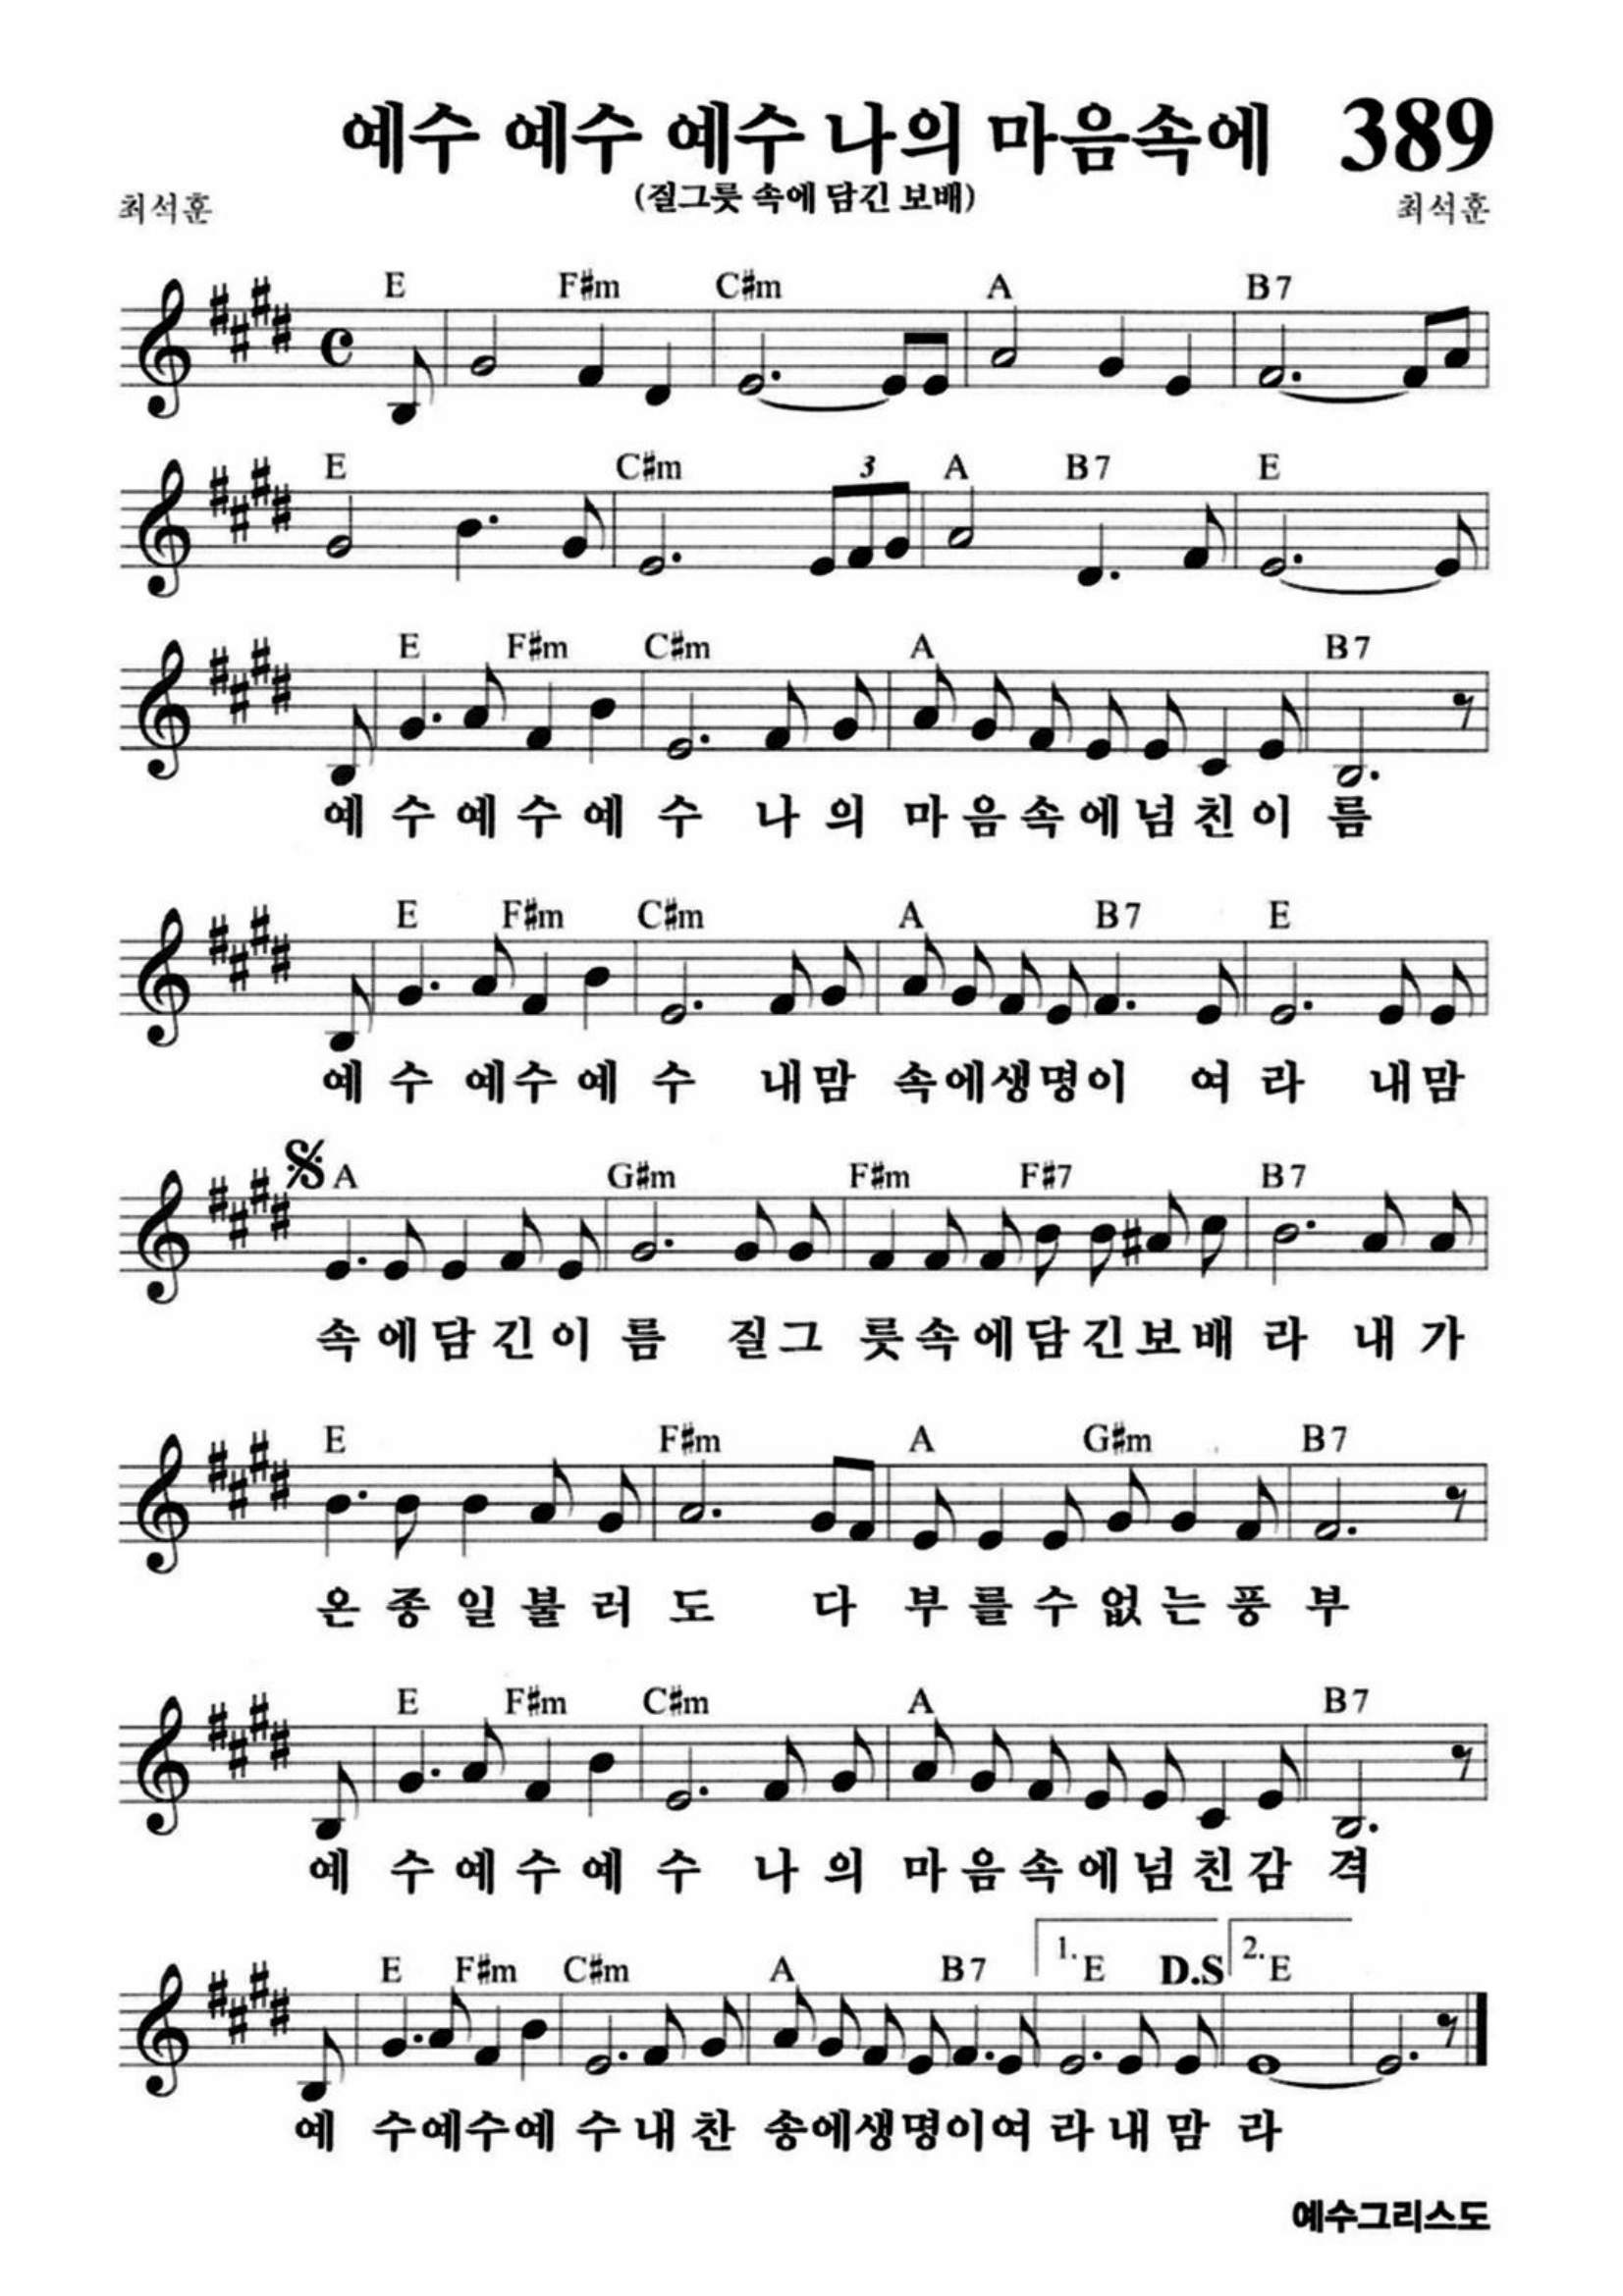 예수 예수 예수 나의 마음속에 389
(질그릇 속에 담긴 보배)
최석훈 최석훈
E F#m C#m A B7
E C#m 3 A B7 E
E F#m C#m A B7
예 수 예 수 예 수 나 의 마 음 속 에 넘 친 이 름
E F#m C#m A B7 E
예 수 예 수 예 수 내 맘 속 에 생 명 이 여 라 내 맘
A G#m F#m F#7 B7
속 에 담 긴 이 름 질 그 릇 속 에 담 긴 보 배 라 내 가
E F#m A G#m B7
온 종 일 불 러 도 다 부 를 수 없 는 풍 부
E F#m C#m A B7
예 수 예 수 예 수 나 의 마 음 속 에 넘 친 감 격
E F#m C#m A B7 1. E D.S 2. E
예 수 예 수 예 수 내 찬 송 에 생 명 이 여 라 내 맘 라
예수그리스도